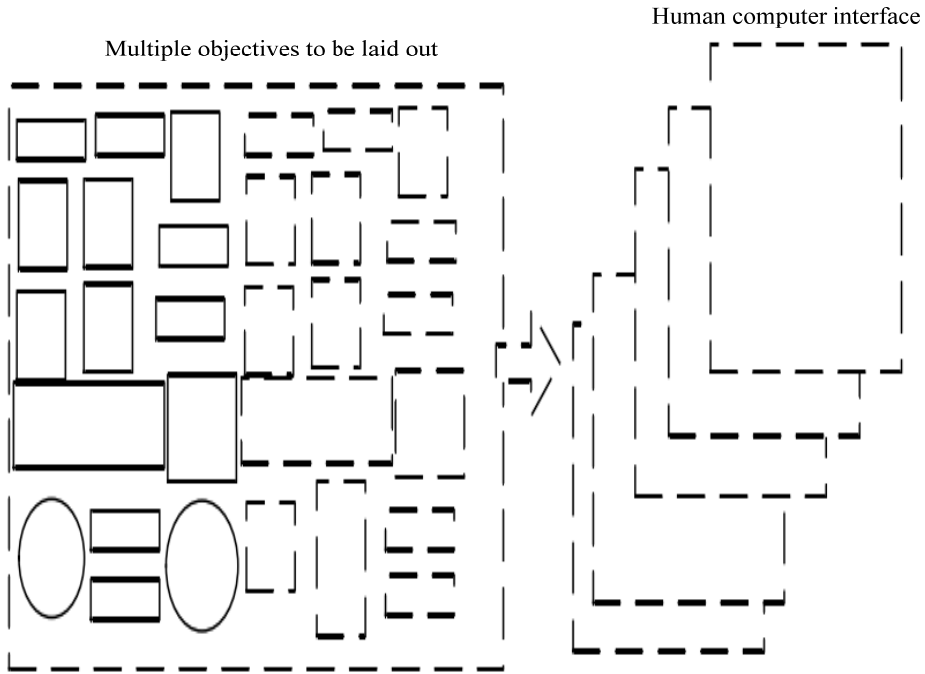 Human computer interface
Multiple objectives to be laid out